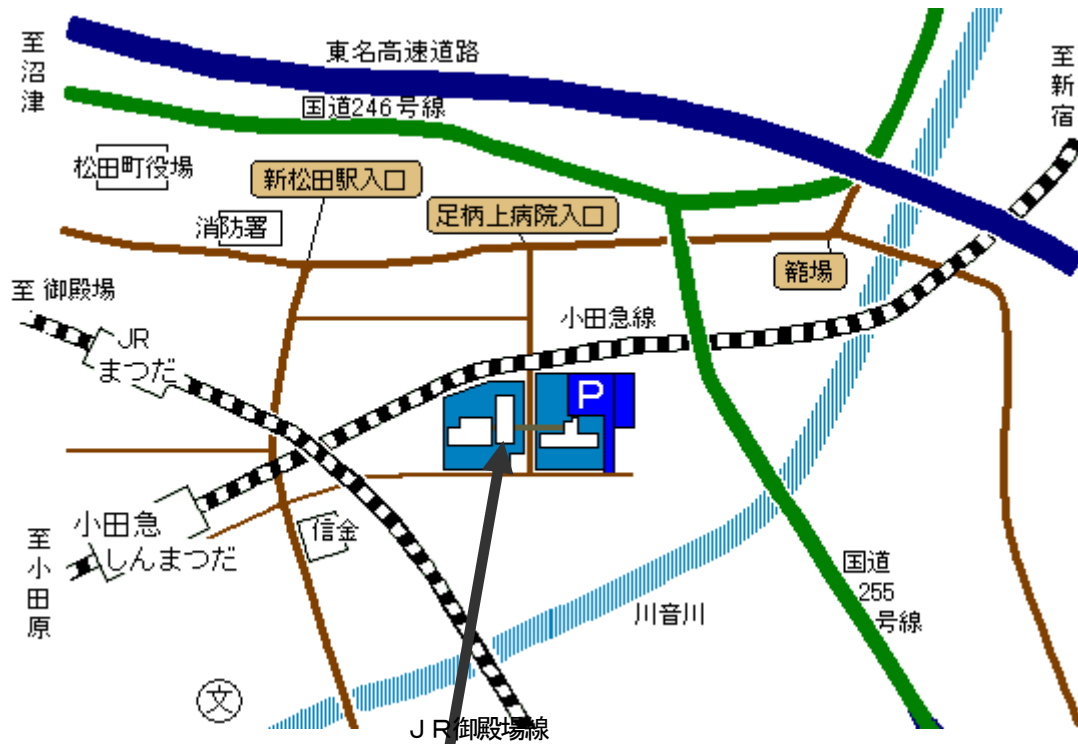 至沼津
東名高速道路
至新宿
国道246号線
松田町役場
新松田駅入口
足柄上病院入口
消防署
籠場
至 御殿場
小田急線
JR
まつだ
P
小田急
しんまつだ
信金
至小田原
国道
255
号線
川音川
文
JR御殿場線